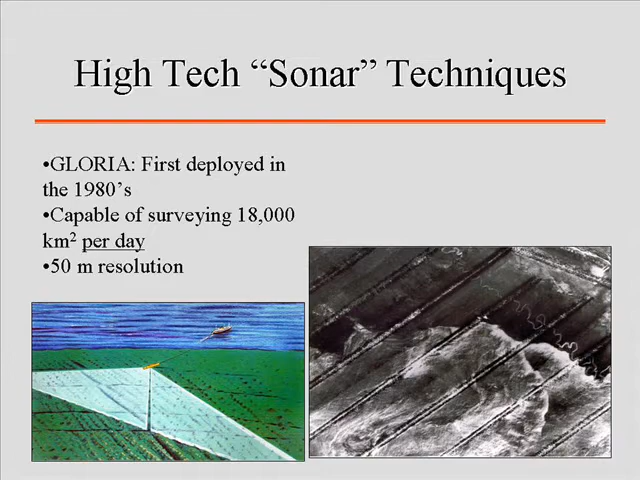 High Tech “Sonar” Techniques
•GLORIA: First deployed in
the 1980’s
•Capable of surveying 18,000
km² per day
•50 m resolution